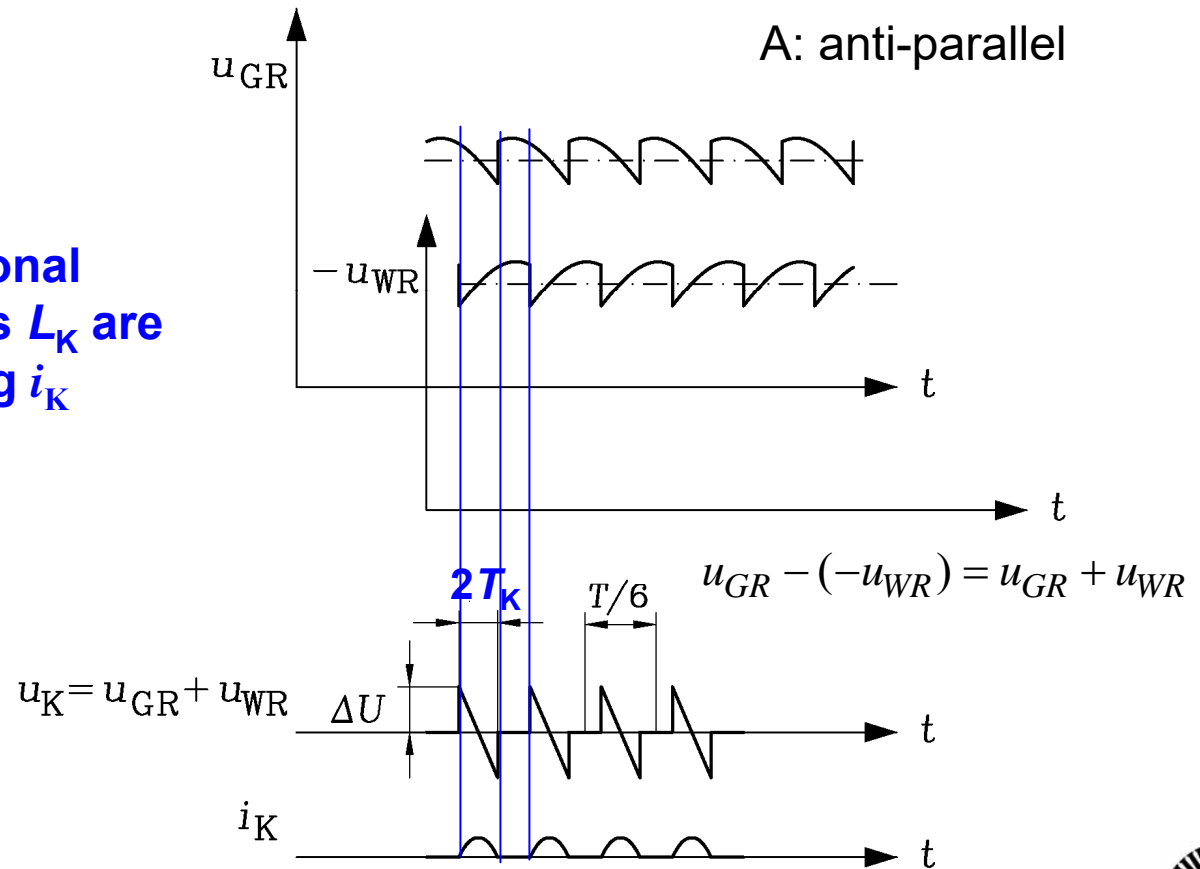 A: anti-parallel
u_GR
onal
s L_K are
g i_K
-u_WR
t
t
u_GR − (−u_WR) = u_GR + u_WR
2T_K
T/6
u_K = u_GR + u_WR
ΔU
t
i_K
t